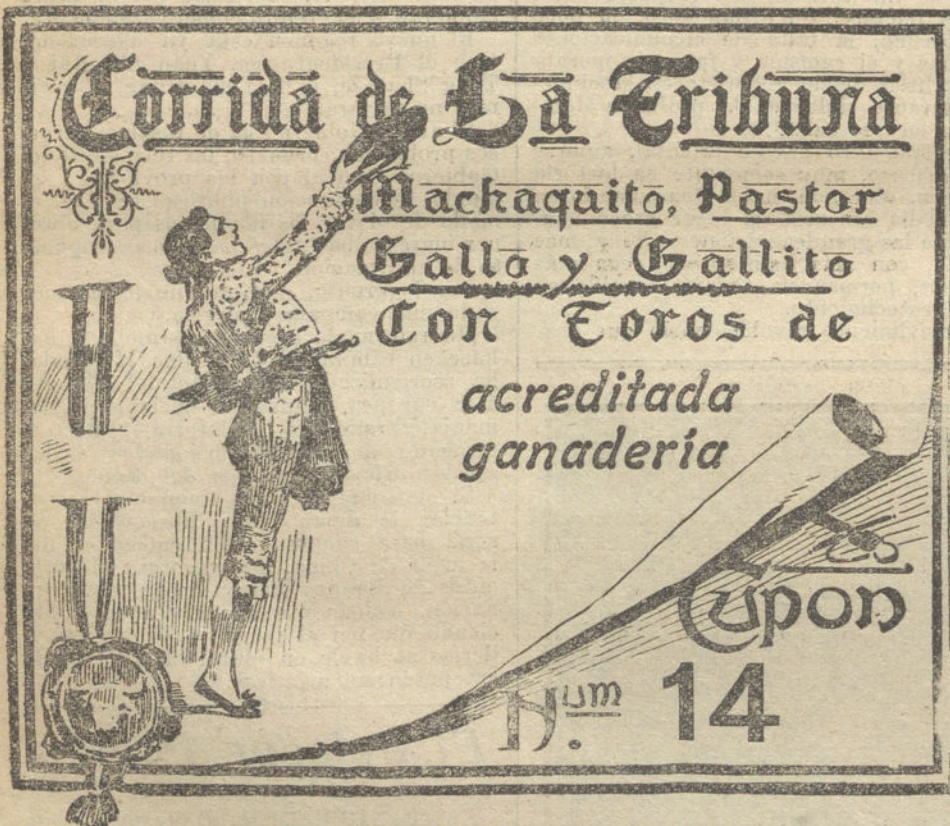 Corrida de La Tribuna
Machaquito, Pastor
Gallo y Gallito
Con Toros de
acreditada
ganadería
Cupon
Num. 14